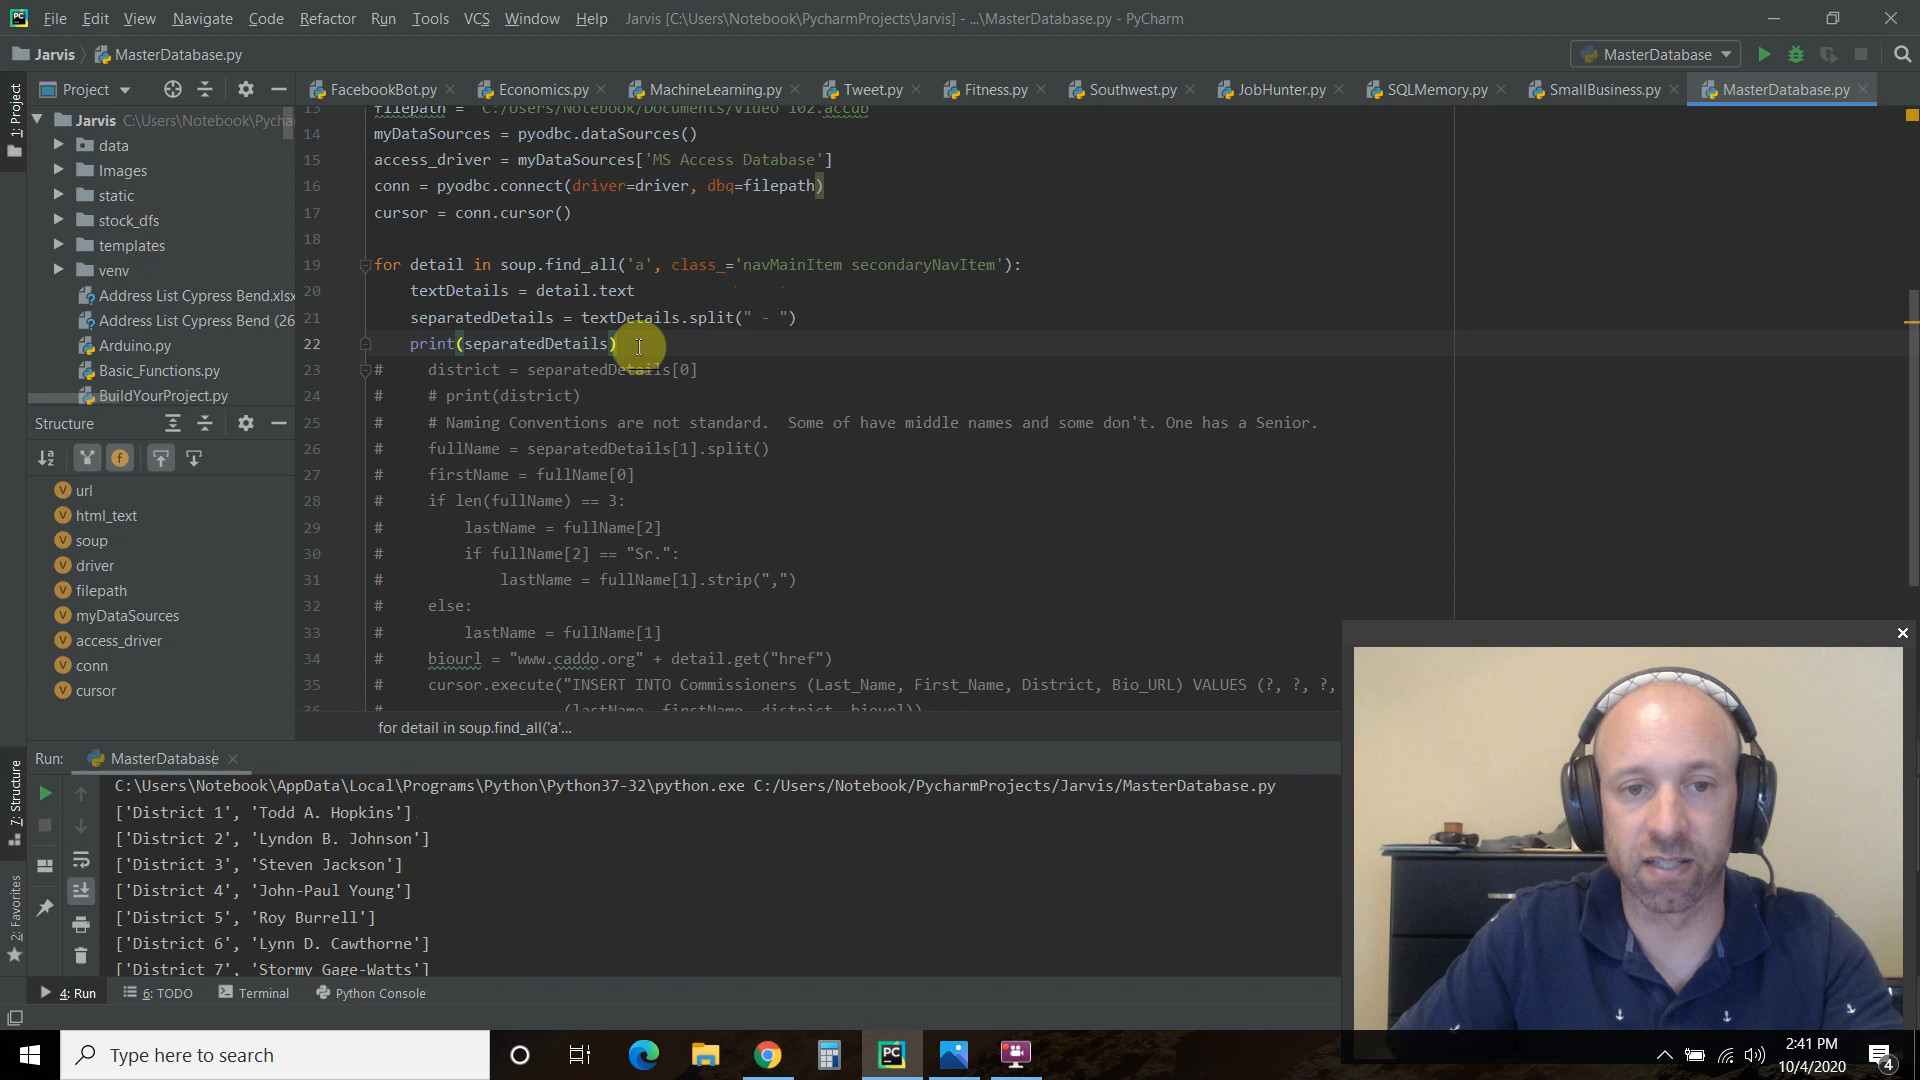 File Edit View Navigate Code Refactor Run Tools VCS Window Help Jarvis [C:\Users\Notebook\PycharmProjects\Jarvis] - ...\MasterDatabase.py - PyCharm
Jarvis MasterDatabase.py MasterDatabase
Project FacebookBot.py Economics.py MachineLearning.py Tweet.py Fitness.py Southwest.py JobHunter.py SQLMemory.py SmallBusiness.py MasterDatabase.py
1: Project
Jarvis C:\Users\Notebook\Pycha
data
Images
static
stock_dfs
templates
venv
Address List Cypress Bend.xlsx
Address List Cypress Bend (26
Arduino.py
Basic_Functions.py
BuildYourProject.py
Structure
url
html_text
soup
driver
filepath
myDataSources
access_driver
conn
cursor
13 filepath = 'C:/Users/Notebook/Documents/Video 102.accdb
14 myDataSources = pyodbc.dataSources()
15 access_driver = myDataSources['MS Access Database']
16 conn = pyodbc.connect(driver=driver, dbq=filepath)
17 cursor = conn.cursor()
18
19 for detail in soup.find_all('a', class_='navMainItem secondaryNavItem'):
20 textDetails = detail.text
21 separatedDetails = textDetails.split(" - ")
22 print(separatedDetails)
23 # district = separatedDetails[0]
24 # # print(district)
25 # # Naming Conventions are not standard. Some of have middle names and some don't. One has a Senior.
26 # fullName = separatedDetails[1].split()
27 # firstName = fullName[0]
28 # if len(fullName) == 3:
29 # lastName = fullName[2]
30 # if fullName[2] == "Sr.":
31 # lastName = fullName[1].strip(",")
32 # else:
33 # lastName = fullName[1]
34 # biourl = "www.caddo.org" + detail.get("href")
35 # cursor.execute("INSERT INTO Commissioners (Last_Name, First_Name, District, Bio_URL) VALUES (?, ?, ?,
36 # (lastName, firstName, district, biourl))
for detail in soup.find_all('a'...
7: Structure
2: Favorites
Run: MasterDatabase
C:\Users\Notebook\AppData\Local\Programs\Python\Python37-32\python.exe C:/Users/Notebook/PycharmProjects/Jarvis/MasterDatabase.py
['District 1', 'Todd A. Hopkins']
['District 2', 'Lyndon B. Johnson']
['District 3', 'Steven Jackson']
['District 4', 'John-Paul Young']
['District 5', 'Roy Burrell']
['District 6', 'Lynn D. Cawthorne']
['District 7', 'Stormy Gage-Watts']
4: Run 6: TODO Terminal Python Console
Type here to search
2:41 PM
10/4/2020
4